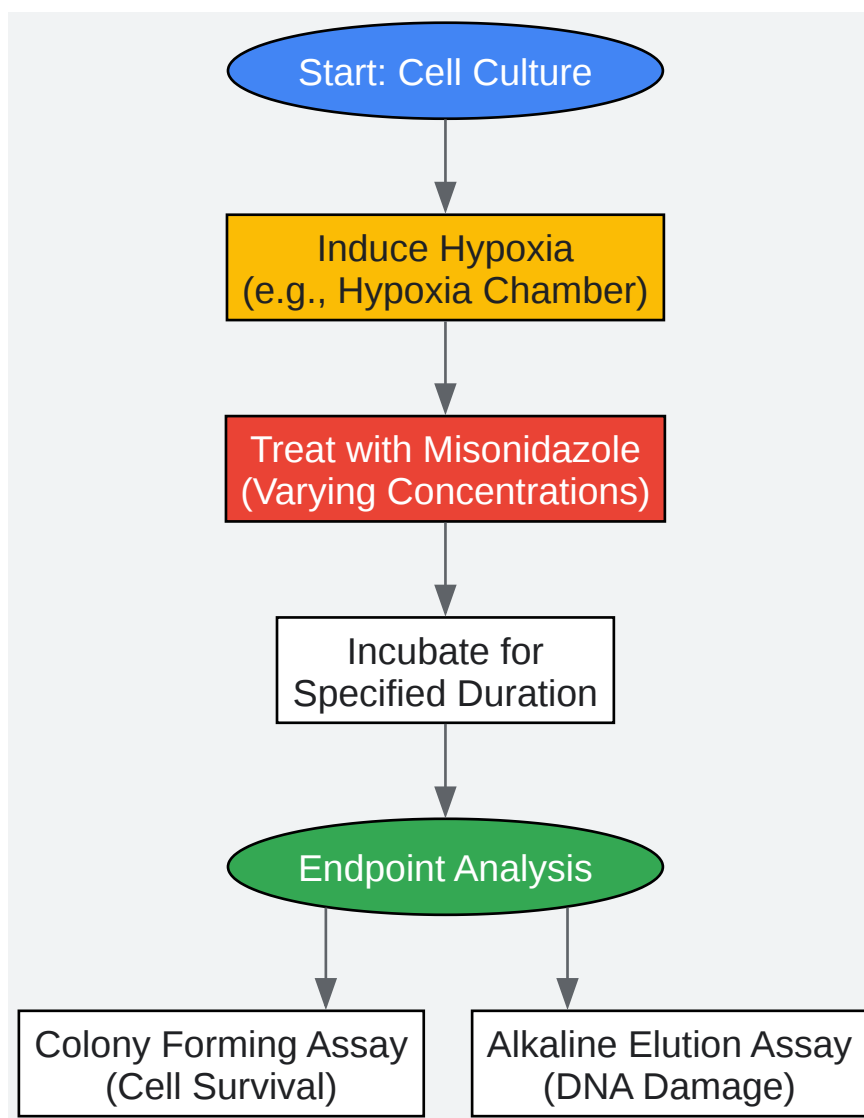 Start: Cell Culture
Induce Hypoxia
(e.g., Hypoxia Chamber)
Treat with Misonidazole
(Varying Concentrations)
Incubate for
Specified Duration
Endpoint Analysis
Colony Forming Assay
(Cell Survival)
Alkaline Elution Assay
(DNA Damage)